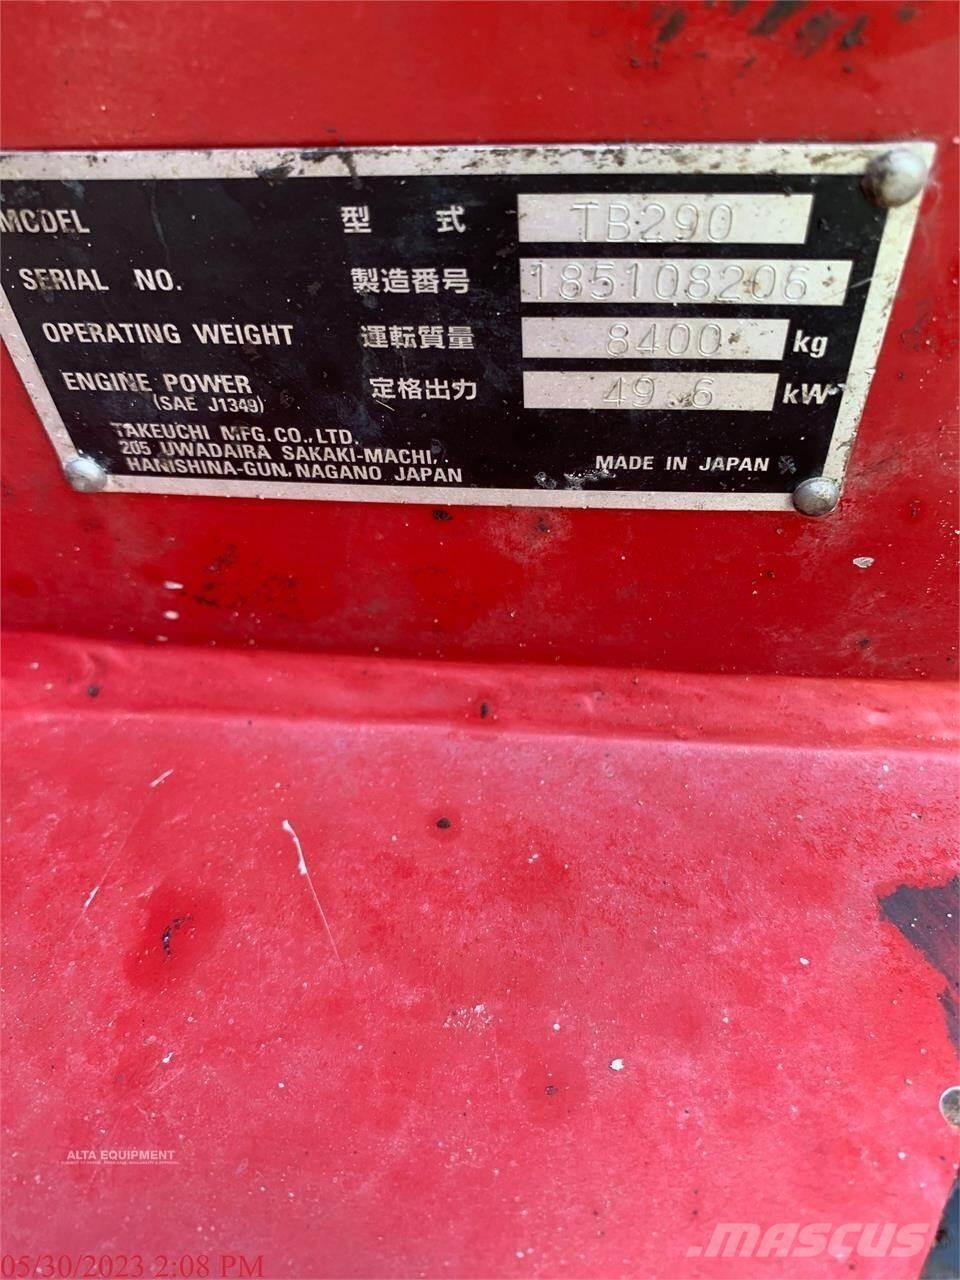 MODEL 型 式 TB290
SERIAL NO. 製造番号 185108206
OPERATING WEIGHT 運転質量 8400 kg
ENGINE POWER 定格出力 49.6 kW
(SAE J1349)
TAKEUCHI MFG. CO., LTD.
205 UWADAIRA SAKAKI-MACHI,
HANISHINA-GUN, NAGANO JAPAN MADE IN JAPAN
ALTA EQUIPMENT
MASCUS
05/30/2023 2:08 PM